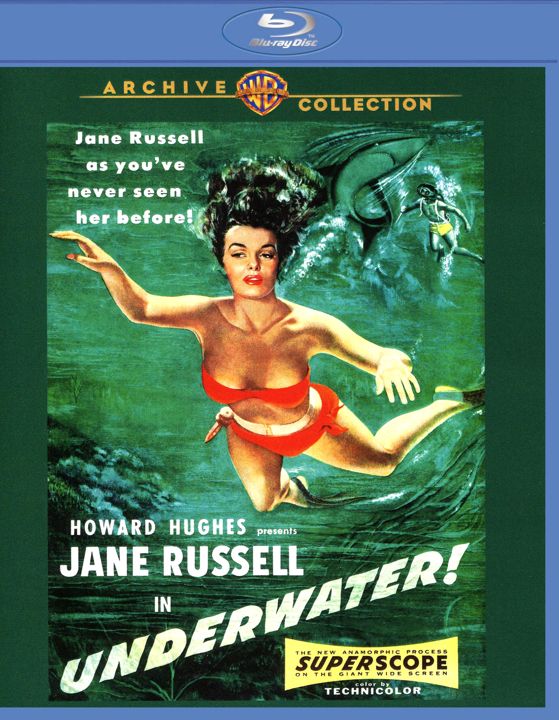 Blu-ray Disc
ARCHIVE WB COLLECTION
Jane Russell
as you've
never seen
her before!
HOWARD HUGHES presents
JANE RUSSELL
IN
UNDERWATER!
THE NEW ANAMORPHIC PROCESS
SUPERSCOPE
ON THE GIANT WIDE SCREEN
color by
TECHNICOLOR